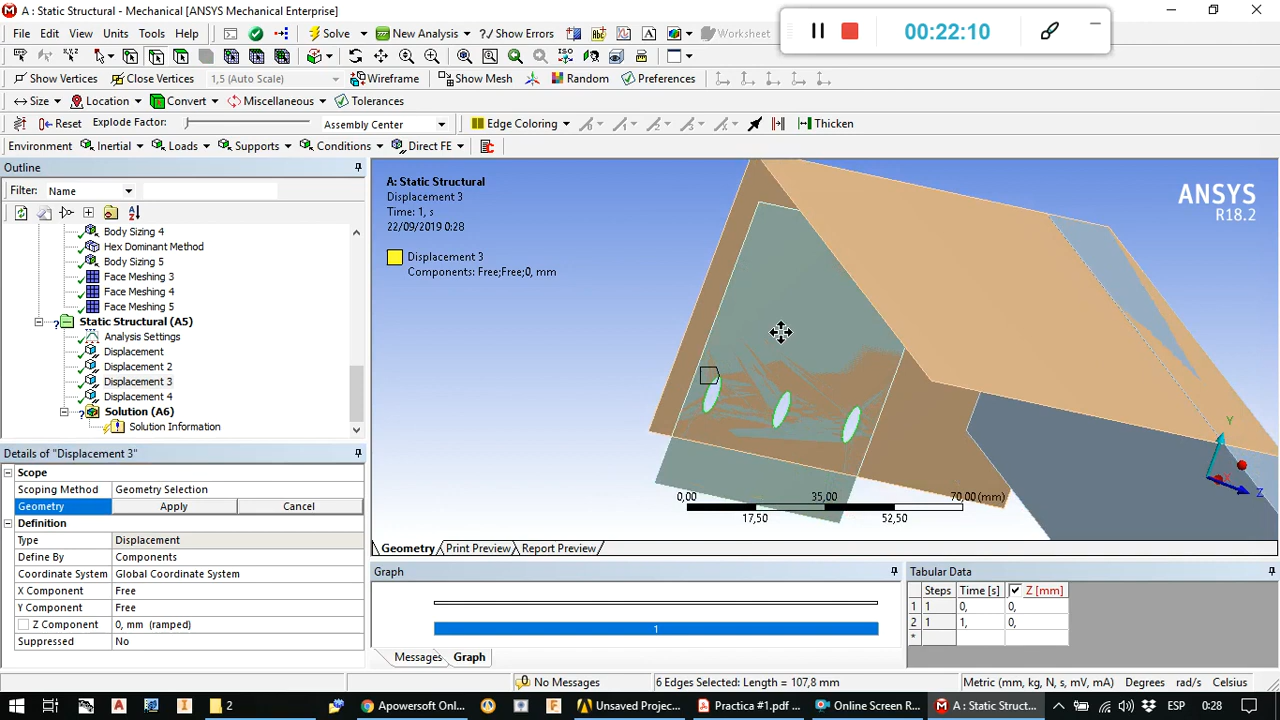 A : Static Structural - Mechanical [ANSYS Mechanical Enterprise]
File Edit View Units Tools Help Solve New Analysis ?/ Show Errors Worksheet
00:22:10
Show Vertices Close Vertices 1,5 (Auto Scale) Wireframe Show Mesh Random Preferences
Size Location Convert Miscellaneous Tolerances
Reset Explode Factor: Assembly Center Edge Coloring Thicken
Environment Inertial Loads Supports Conditions Direct FE
Outline
Filter: Name
Body Sizing 4
Hex Dominant Method
Body Sizing 5
Face Meshing 3
Face Meshing 4
Face Meshing 5
Static Structural (A5)
Analysis Settings
Displacement
Displacement 2
Displacement 3
Displacement 4
Solution (A6)
Solution Information
Details of "Displacement 3"
Scope
Scoping Method Geometry Selection
Geometry Apply Cancel
Definition
Type Displacement
Define By Components
Coordinate System Global Coordinate System
X Component Free
Y Component Free
Z Component 0, mm (ramped)
Suppressed No
A: Static Structural
Displacement 3
Time: 1, s
22/09/2019 0:28
Displacement 3
Components: Free;Free;0, mm
ANSYS
R18.2
Y
X
Z
0,00 35,00 70,00 (mm)
17,50 52,50
Geometry Print Preview Report Preview
Graph
1
Messages Graph
Tabular Data
Steps Time [s] Z [mm]
1 1 0, 0,
2 1 1, 0,
*
No Messages 6 Edges Selected: Length = 107,8 mm Metric (mm, kg, N, s, mV, mA) Degrees rad/s Celsius
2 Apowersoft Onl... Unsaved Projec... Practica #1.pdf ... Online Screen R... A : Static Struct... ESP 0:28